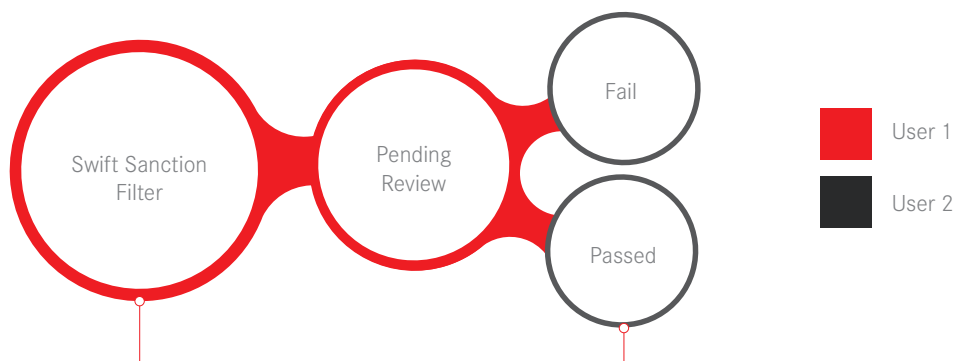 Swift Sanction
Filter
Pending
Review
Fail
Passed
User 1
User 2